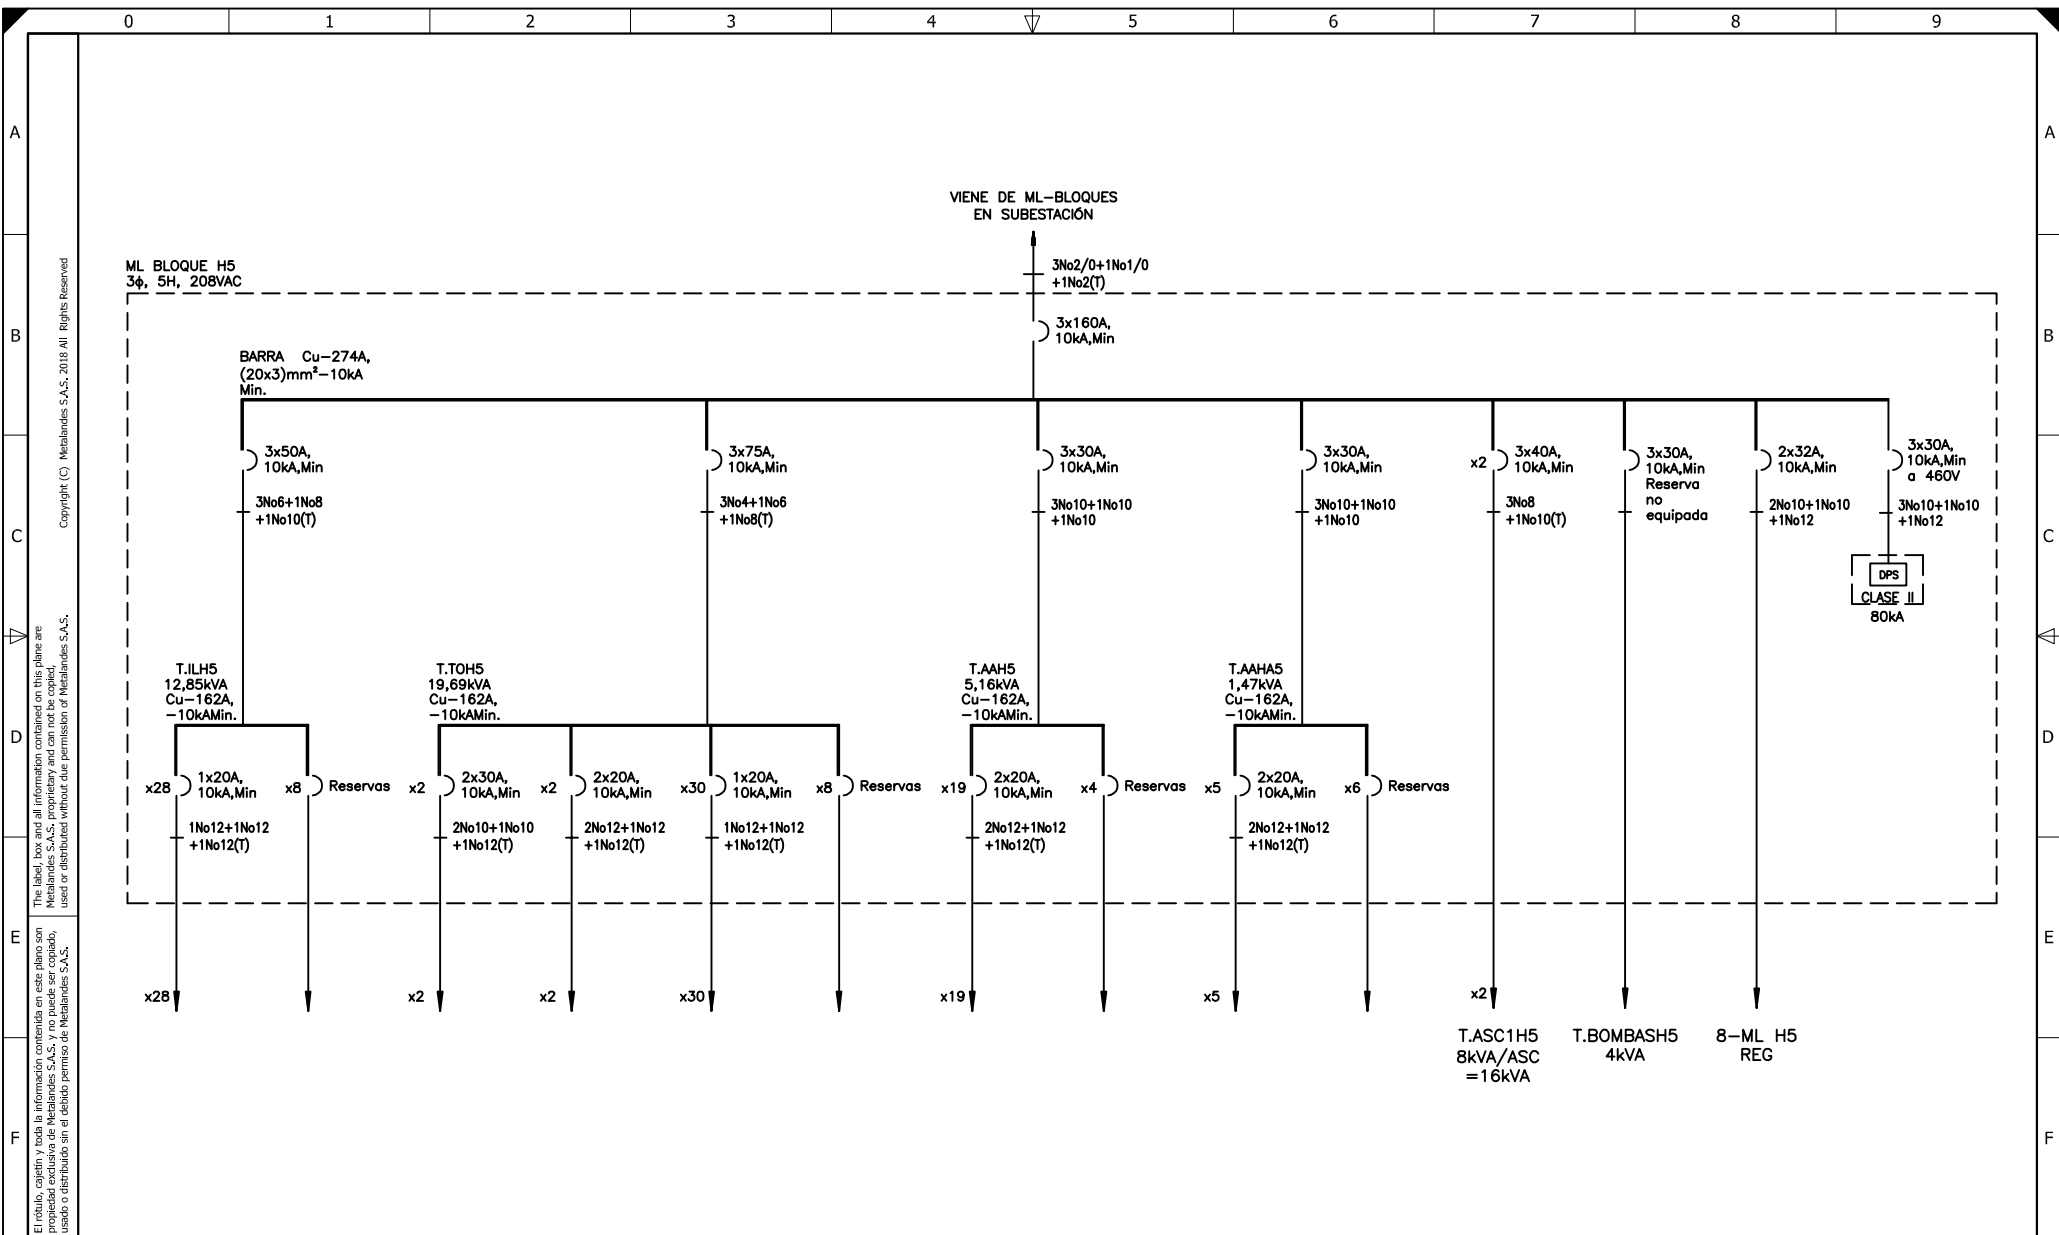 0 1 2 3 4 5 6 7 8 9
A A
B B
C C
D D
E E
F F
Copyright (C) Metalandes S.A.S. 2018 All Rights Reserved
The label, box and all information contained on this plane are
Metalandes S.A.S. proprietary and can not be copied,
used or distributed without due permission of Metalandes S.A.S.
El rótulo, cajetín y toda la información contenida en este plano son
propiedad exclusiva de Metalandes S.A.S. y no puede ser copiado,
usado o distribuido sin el debido permiso de Metalandes S.A.S.
VIENE DE ML-BLOQUES
EN SUBESTACIÓN
3No2/0+1No1/0
+1No2(T)
ML BLOQUE H5
3ф, 5H, 208VAC
3x160A,
10kA,Min
BARRA Cu-274A,
(20x3)mm²-10kA
Min.
3x50A,
10kA,Min
3No6+1No8
+1No10(T)
3x75A,
10kA,Min
3No4+1No6
+1No8(T)
3x30A,
10kA,Min
3No10+1No10
+1No10
3x30A,
10kA,Min
3No10+1No10
+1No10
x2
3x40A,
10kA,Min
3No8
+1No10(T)
3x30A,
10kA,Min
Reserva
no
equipada
2x32A,
10kA,Min
2No10+1No10
+1No12
3x30A,
10kA,Min
a 460V
3No10+1No10
+1No12
DPS
CLASE II
80kA
T.ILH5
12,85kVA
Cu-162A,
-10kAMin.
x28
1x20A,
10kA,Min
1No12+1No12
+1No12(T)
x8
Reservas
T.TOH5
19,69kVA
Cu-162A,
-10kAMin.
x2
2x30A,
10kA,Min
2No10+1No10
+1No12(T)
x2
2x20A,
10kA,Min
2No12+1No12
+1No12(T)
x30
1x20A,
10kA,Min
1No12+1No12
+1No12(T)
x8
Reservas
T.AAH5
5,16kVA
Cu-162A,
-10kAMin.
x19
2x20A,
10kA,Min
2No12+1No12
+1No12(T)
x4
Reservas
T.AAHA5
1,47kVA
Cu-162A,
-10kAMin.
x5
2x20A,
10kA,Min
2No12+1No12
+1No12(T)
x6
Reservas
x28
x2
x2
x30
x19
x5
x2
T.ASC1H5
8kVA/ASC
=16kVA
T.BOMBASH5
4kVA
8-ML H5
REG